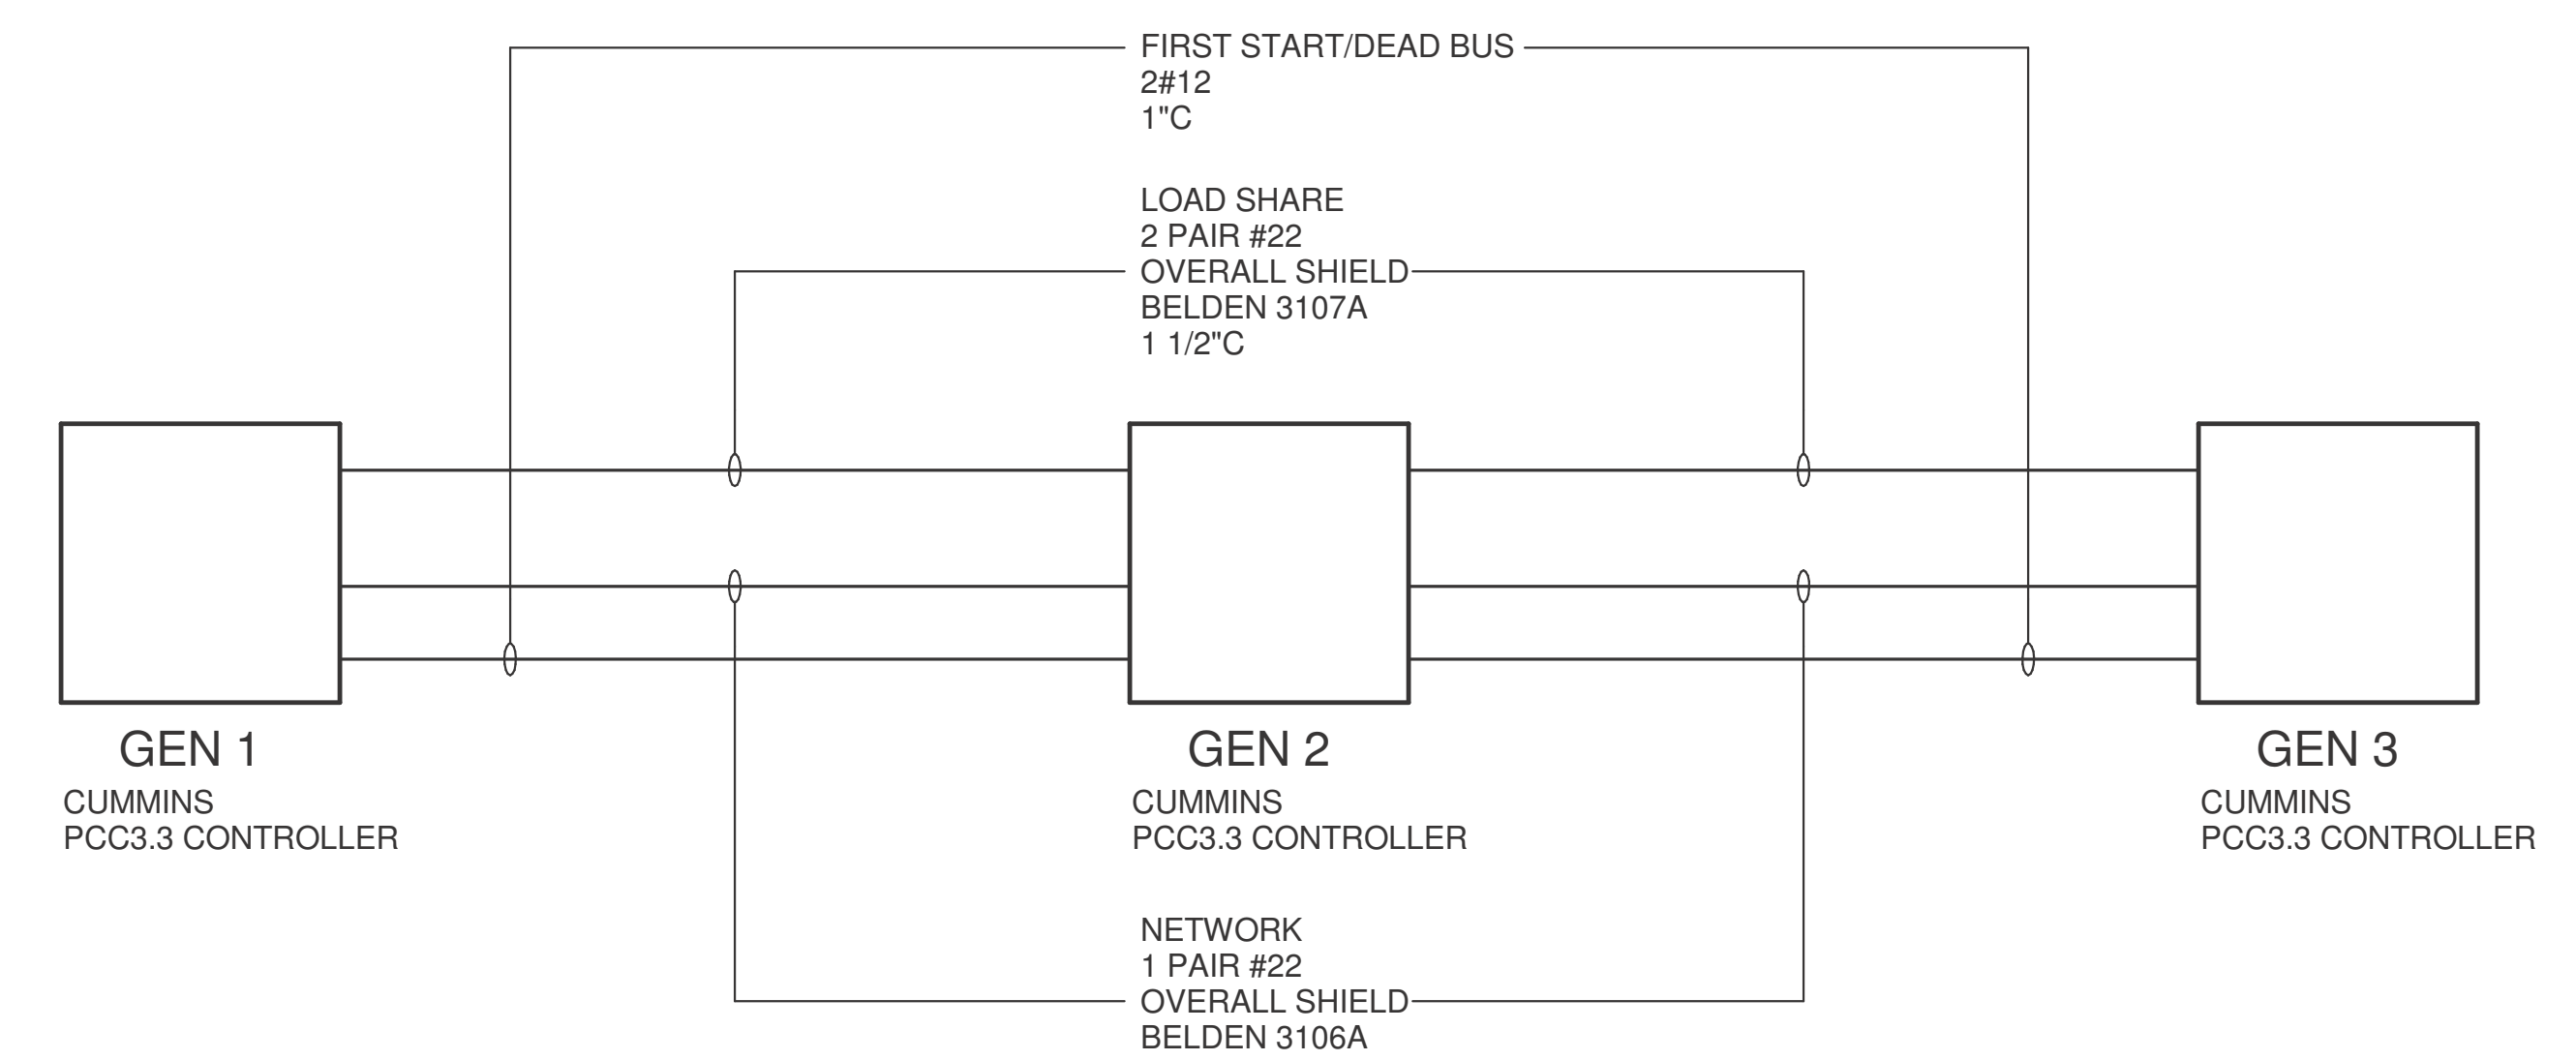 FIRST START/DEAD BUS
2#12
1"C
LOAD SHARE
2 PAIR #22
OVERALL SHIELD
BELDEN 3107A
1 1/2"C
GEN 1
CUMMINS
PCC3.3 CONTROLLER
GEN 2
CUMMINS
PCC3.3 CONTROLLER
GEN 3
CUMMINS
PCC3.3 CONTROLLER
NETWORK
1 PAIR #22
OVERALL SHIELD
BELDEN 3106A